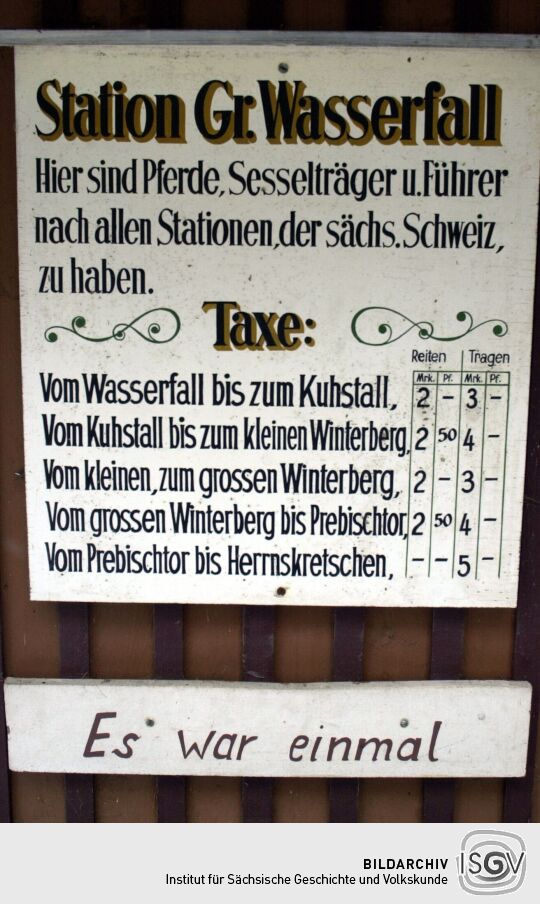 Station Gr. Wasserfall
Hier sind Pferde, Sesselträger u. Führer
nach allen Stationen, der sächs. Schweiz,
zu haben.
Taxe:
Reiten Tragen
Mrk. Pf. Mrk. Pf.
Vom Wasserfall bis zum Kuhstall, 2 – 3 –
Vom Kuhstall bis zum kleinen Winterberg, 2 50 4 –
Vom kleinen, zum grossen Winterberg, 2 – 3 –
Vom grossen Winterberg bis Prebischtor, 2 50 4 –
Vom Prebischtor bis Herrnskretschen, – – 5 –
Es war einmal
BILDARCHIV
Institut für Sächsische Geschichte und Volkskunde
ISGV